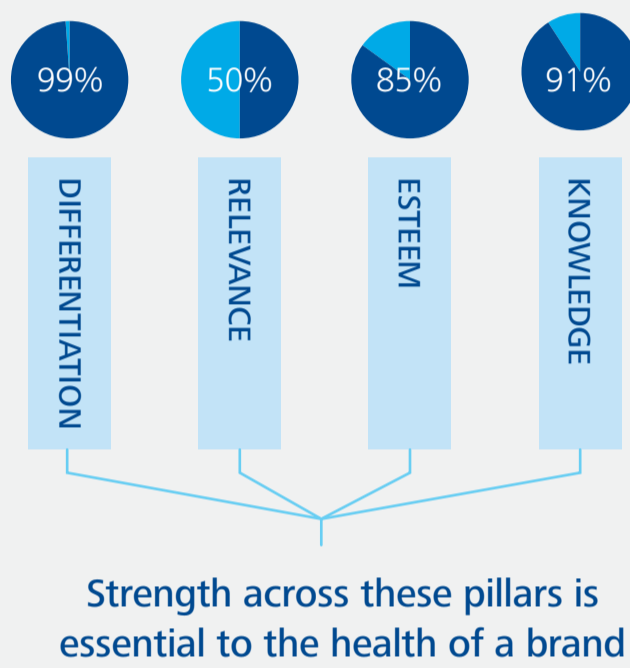 99%
50%
85%
91%
DIFFERENTIATION
RELEVANCE
ESTEEM
KNOWLEDGE
Strength across these pillars is
essential to the health of a brand